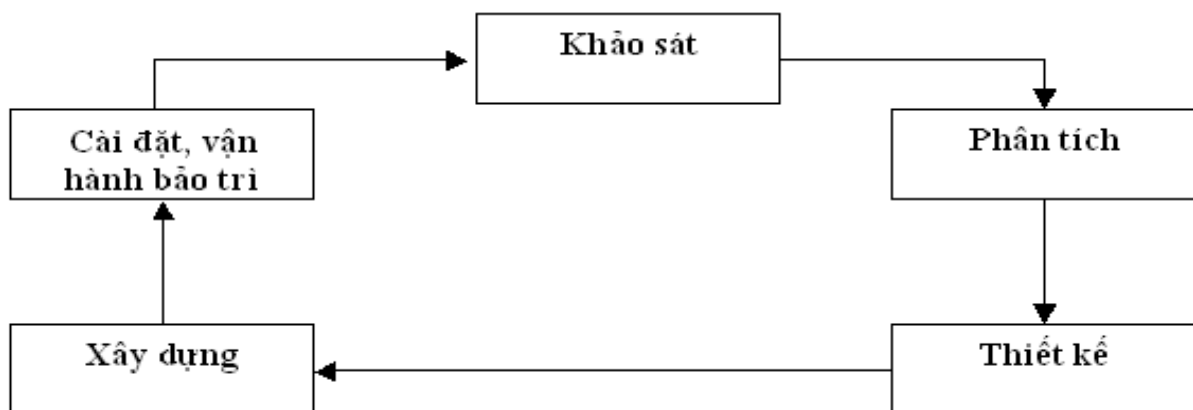 Khảo sát
Cài đặt, vận
hành bảo trì
Phân tích
Xây dựng
Thiết kế